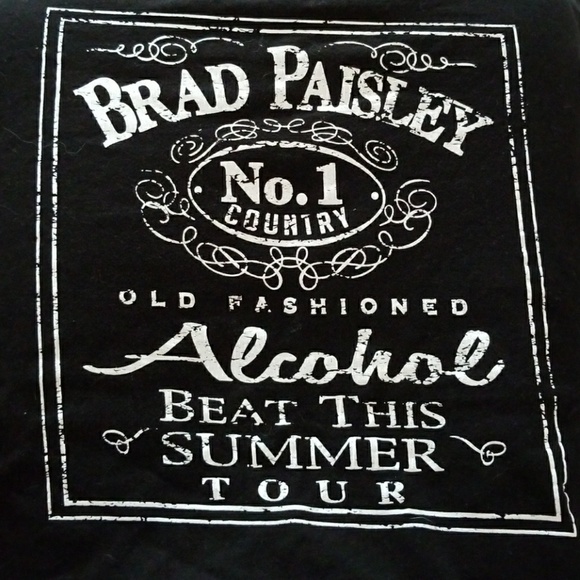 BRAD PAISLEY
No. 1
COUNTRY
OLD FASHIONED
Alcohol
BEAT THIS
SUMMER
TOUR